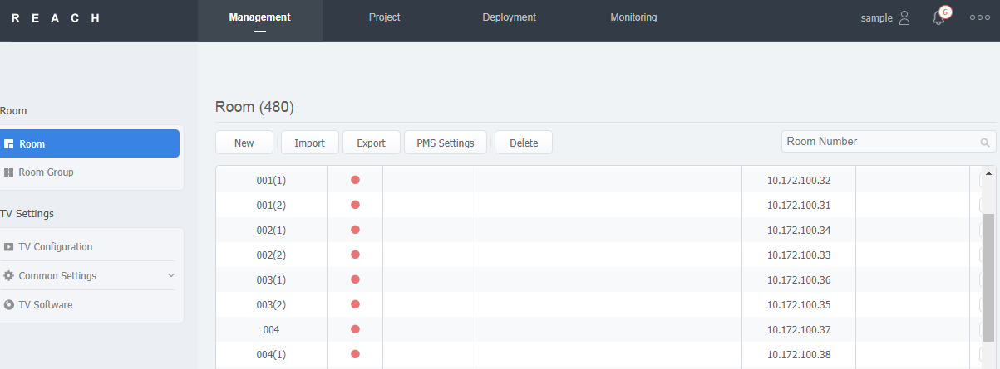 REACH
Management
Project
Deployment
Monitoring
sample
6
Room
Room
Room Group
TV Settings
TV Configuration
Common Settings
TV Software
Room (480)
New
Import
Export
PMS Settings
Delete
Room Number
001(1) 10.172.100.32
001(2) 10.172.100.31
002(1) 10.172.100.34
002(2) 10.172.100.33
003(1) 10.172.100.36
003(2) 10.172.100.35
004 10.172.100.37
004(1) 10.172.100.38